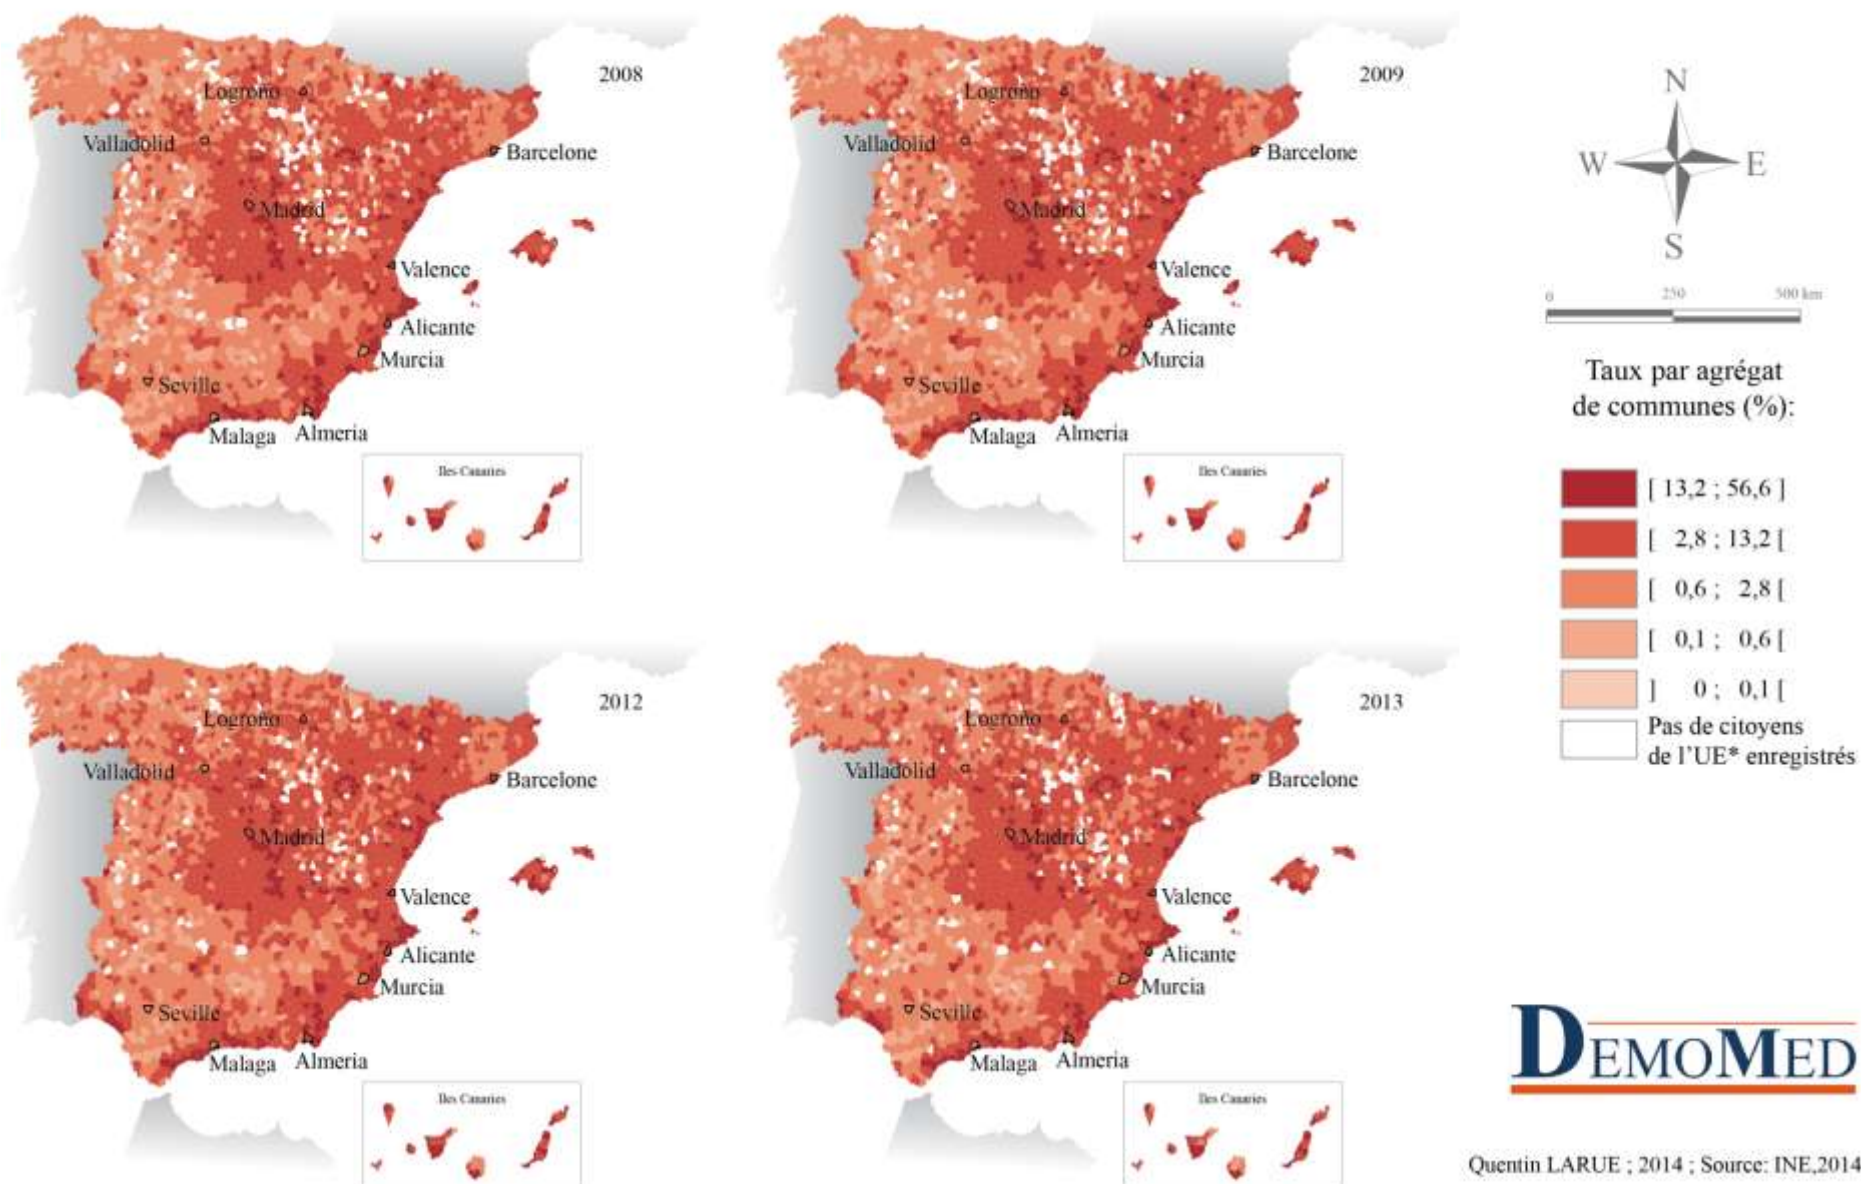 2008
Logroño
Valladolid
Barcelone
Madrid
Valence
Alicante
Murcia
Seville
Malaga
Almeria
Iles Canaries
2009
Logroño
Valladolid
Barcelone
Madrid
Valence
Alicante
Murcia
Seville
Malaga
Almeria
Iles Canaries
N
W
E
S
0 250 500 km
Taux par agrégat
de communes (%):
[ 13,2 ; 56,6 ]
[ 2,8 ; 13,2 [
[ 0,6 ; 2,8 [
[ 0,1 ; 0,6 [
] 0 ; 0,1 [
Pas de citoyens
de l'UE* enregistrés
2012
Logroño
Valladolid
Barcelone
Madrid
Valence
Alicante
Murcia
Seville
Malaga
Almeria
Iles Canaries
2013
Logroño
Valladolid
Barcelone
Madrid
Valence
Alicante
Murcia
Seville
Malaga
Almeria
Iles Canaries
DEMOMED
Quentin LARUE ; 2014 ; Source: INE,2014